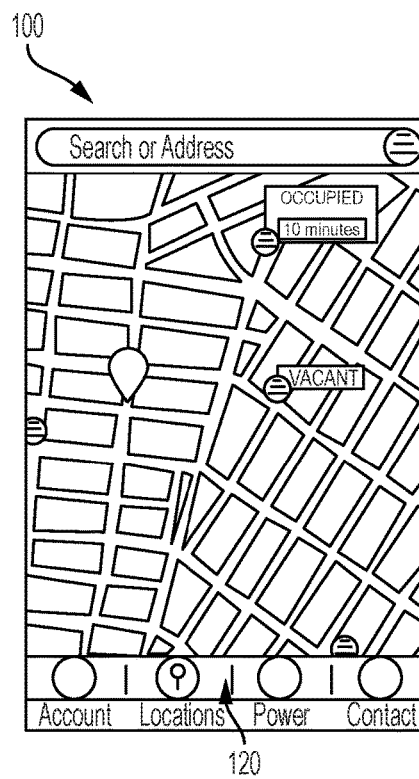 100
Search or Address
OCCUPIED
10 minutes
VACANT
Account Locations Power Contact
120